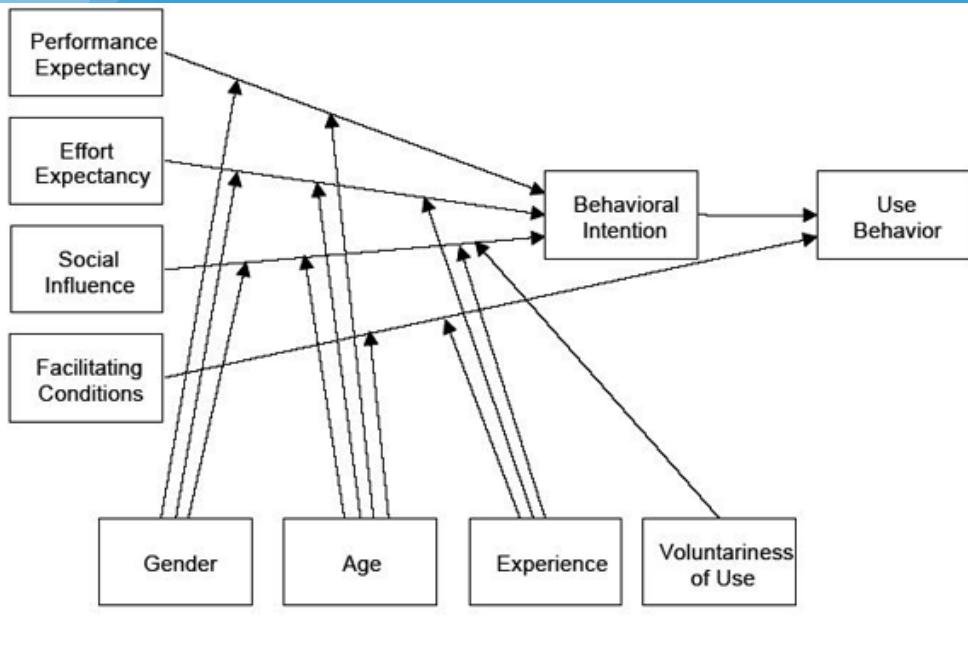 Performance
Expectancy
Effort
Expectancy
Social
Influence
Facilitating
Conditions
Behavioral
Intention
Use
Behavior
Gender
Age
Experience
Voluntariness
of Use